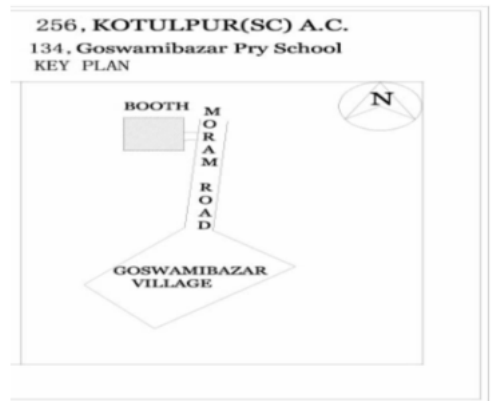 256, KOTULPUR(SC) A.C.
134, Goswamibazar Pry School
KEY PLAN
N
BOOTH
MORAM ROAD
GOSWAMIBAZAR
VILLAGE